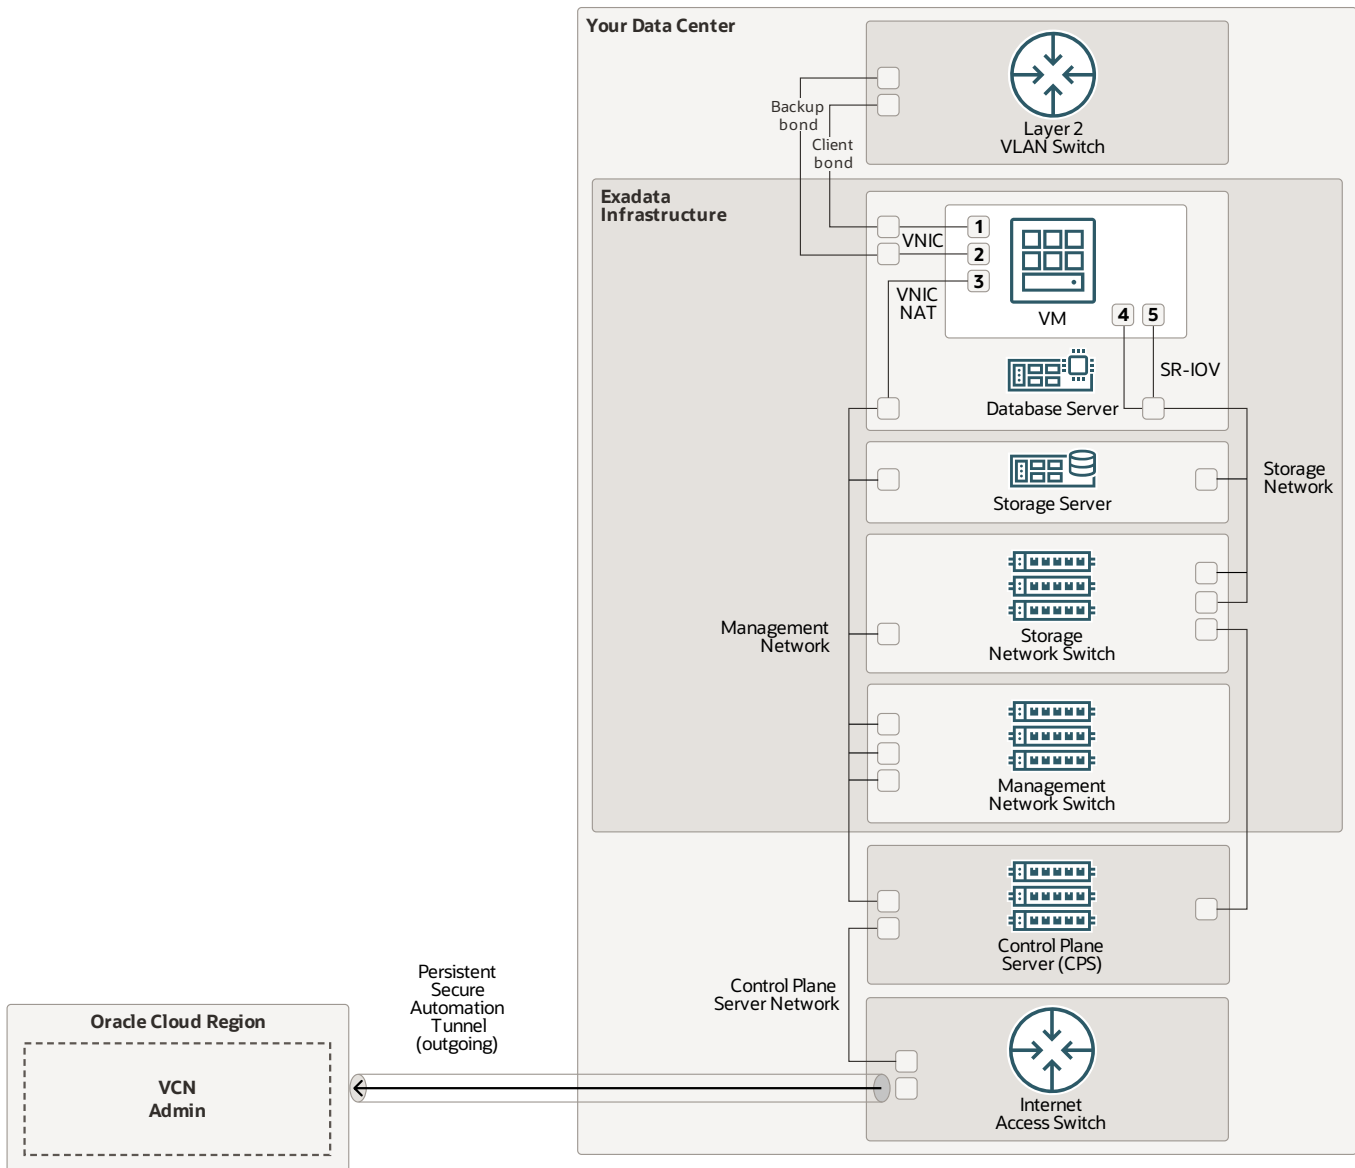 Your Data Center
Layer 2
VLAN Switch
Backup
bond
Client
bond
Exadata
Infrastructure
VNIC
1
2
3
VNIC
NAT
VM
4
5
SR-IOV
Database Server
Storage Server
Storage
Network
Storage
Network Switch
Management
Network
Management
Network Switch
Control Plane
Server (CPS)
Control Plane
Server Network
Persistent
Secure
Automation
Tunnel
(outgoing)
Oracle Cloud Region
VCN
Admin
Internet
Access Switch